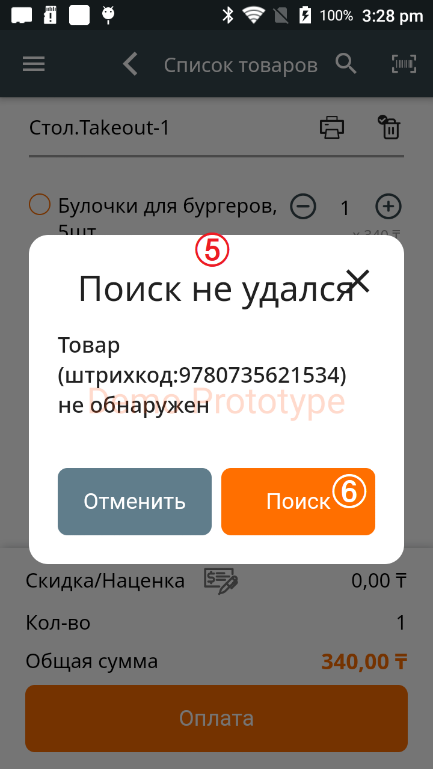 100% 3:28 pm
Список товаров
Стол.Takeout-1
Булочки для бургеров, 1
5шт
x 340 ₸
⑤
Поиск не удался
Товар
(штрихкод:9780735621534)
не обнаружен
Demo Prototype
Отменить Поиск ⑥
Скидка/Наценка 0,00 ₸
Кол-во 1
Общая сумма 340,00 ₸
Оплата